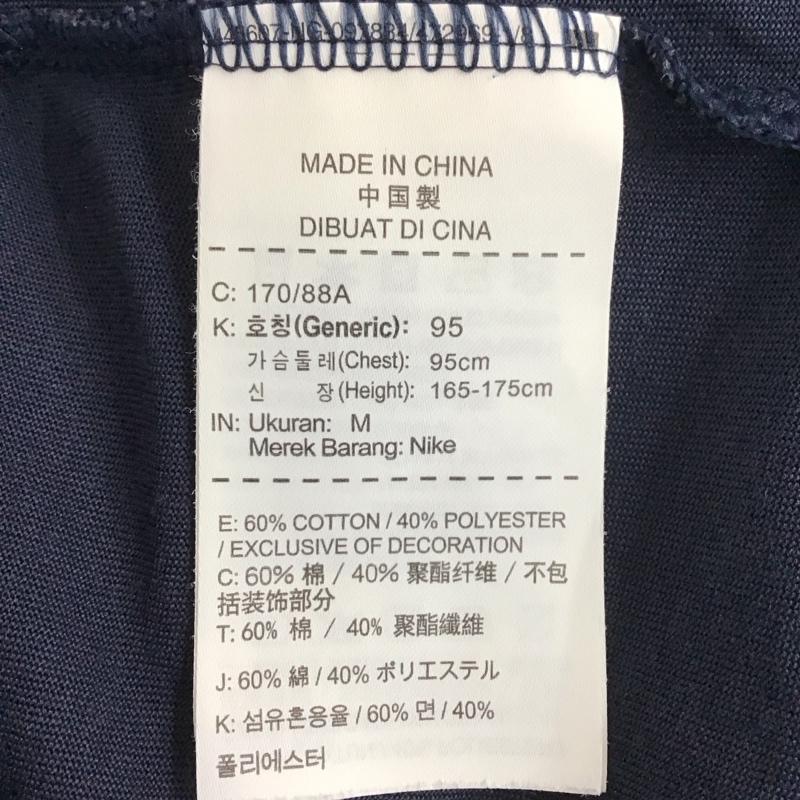 MADE IN CHINA
中国製
DIBUAT DI CINA
C: 170/88A
K: 호칭(Generic): 95
가슴둘레(Chest): 95cm
신 장(Height): 165-175cm
IN: Ukuran: M
Merek Barang: Nike
E: 60% COTTON / 40% POLYESTER
/ EXCLUSIVE OF DECORATION
C: 60% 棉 / 40% 聚酯纤维 / 不包
括装饰部分
T: 60% 棉 / 40% 聚酯纖維
J: 60% 綿 / 40% ポリエステル
K: 섬유혼용율 / 60% 면 / 40%
폴리에스터